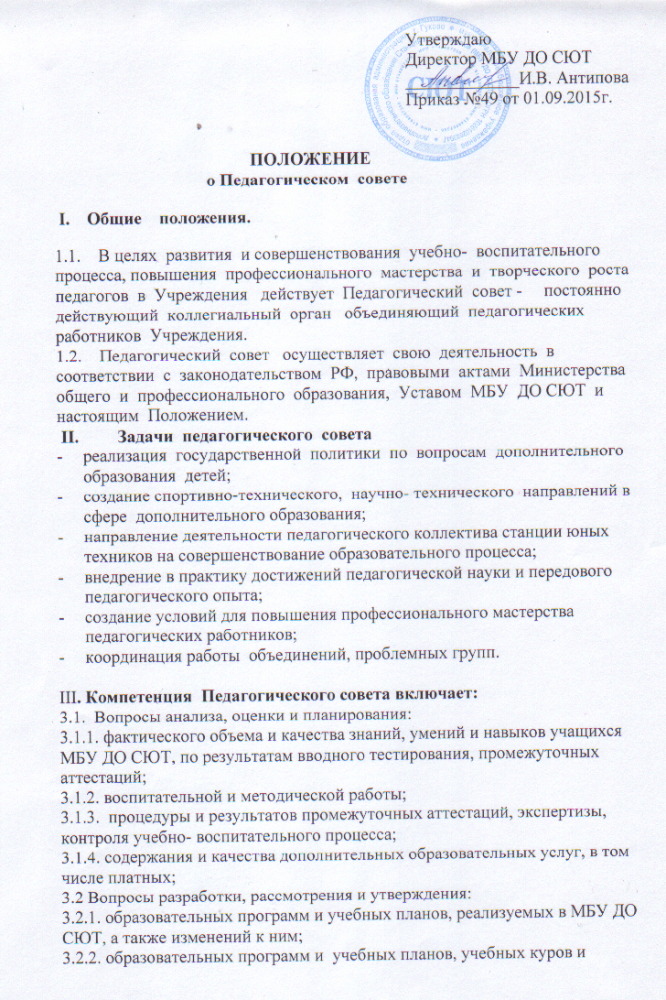 Утверждаю
Директор МБУ ДО СЮТ
И.В. Антипова
Приказ №49 от 01.09.2015г.
СЮТ
ПОЛОЖЕНИЕ
о Педагогическом совете
I. Общие положения.
1.1. В целях развития и совершенствования учебно- воспитательного
процесса, повышения профессионального мастерства и творческого роста
педагогов в Учреждения действует Педагогический совет - постоянно
действующий коллегиальный орган объединяющий педагогических
работников Учреждения.
1.2. Педагогический совет осуществляет свою деятельность в
соответствии с законодательством РФ, правовыми актами Министерства
общего и профессионального образования, Уставом МБУ ДО СЮТ и
настоящим Положением.
II. Задачи педагогического совета
- реализация государственной политики по вопросам дополнительного
образования детей;
- создание спортивно-технического, научно- технического направлений в
сфере дополнительного образования;
- направление деятельности педагогического коллектива станции юных
техников на совершенствование образовательного процесса;
- внедрение в практику достижений педагогической науки и передового
педагогического опыта;
- создание условий для повышения профессионального мастерства
педагогических работников;
- координация работы объединений, проблемных групп.
III. Компетенция Педагогического совета включает:
3.1. Вопросы анализа, оценки и планирования:
3.1.1. фактического объема и качества знаний, умений и навыков учащихся
МБУ ДО СЮТ, по результатам вводного тестирования, промежуточных
аттестаций;
3.1.2. воспитательной и методической работы;
3.1.3. процедуры и результатов промежуточных аттестаций, экспертизы,
контроля учебно- воспитательного процесса;
3.1.4. содержания и качества дополнительных образовательных услуг, в том
числе платных;
3.2 Вопросы разработки, рассмотрения и утверждения:
3.2.1. образовательных программ и учебных планов, реализуемых в МБУ ДО
СЮТ, а также изменений к ним;
3.2.2. образовательных программ и учебных планов, учебных куров и